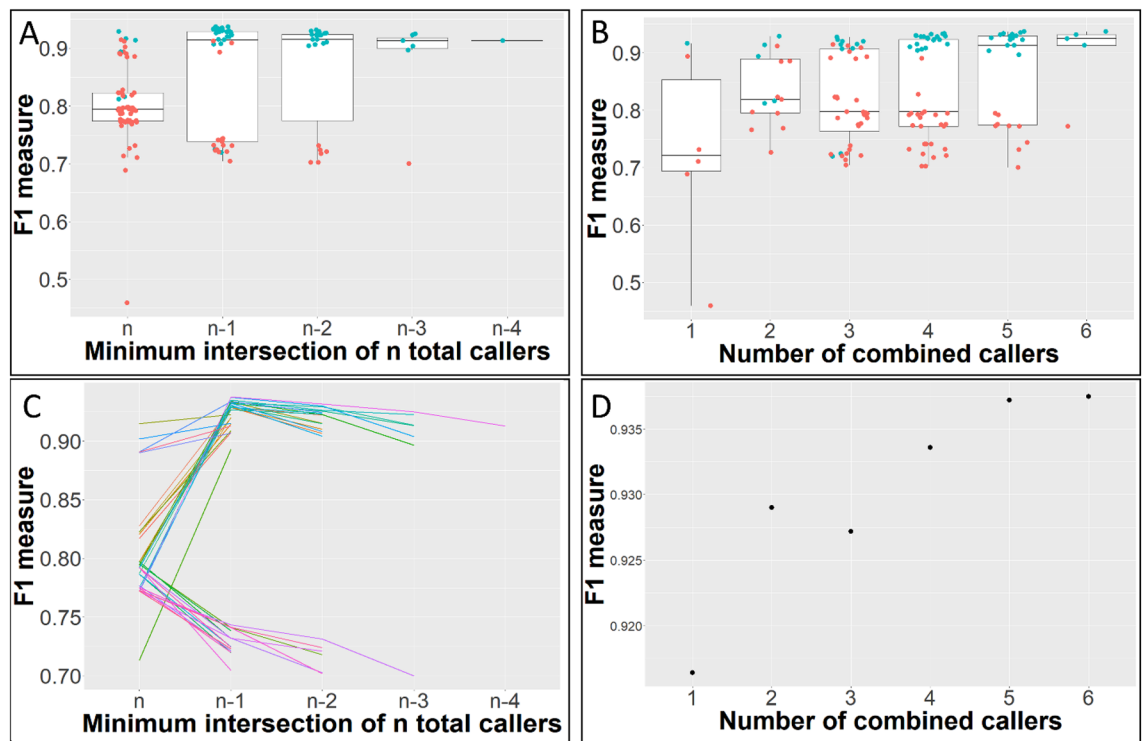 A
F1 measure
0.9
0.8
0.7
0.6
0.5
n
n-1
n-2
n-3
n-4
Minimum intersection of n total callers
B
F1 measure
0.9
0.8
0.7
0.6
0.5
1
2
3
4
5
6
Number of combined callers
C
F1 measure
0.90
0.85
0.80
0.75
0.70
n
n-1
n-2
n-3
n-4
Minimum intersection of n total callers
D
F1 measure
0.935
0.930
0.925
0.920
1
2
3
4
5
6
Number of combined callers